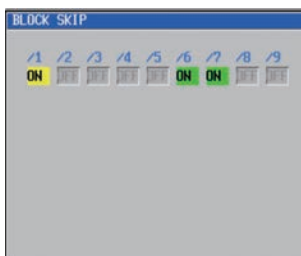 BLOCK SKIP
/1 /2 /3 /4 /5 /6 /7 /8 /9
ON OFF OFF OFF OFF ON ON OFF OFF